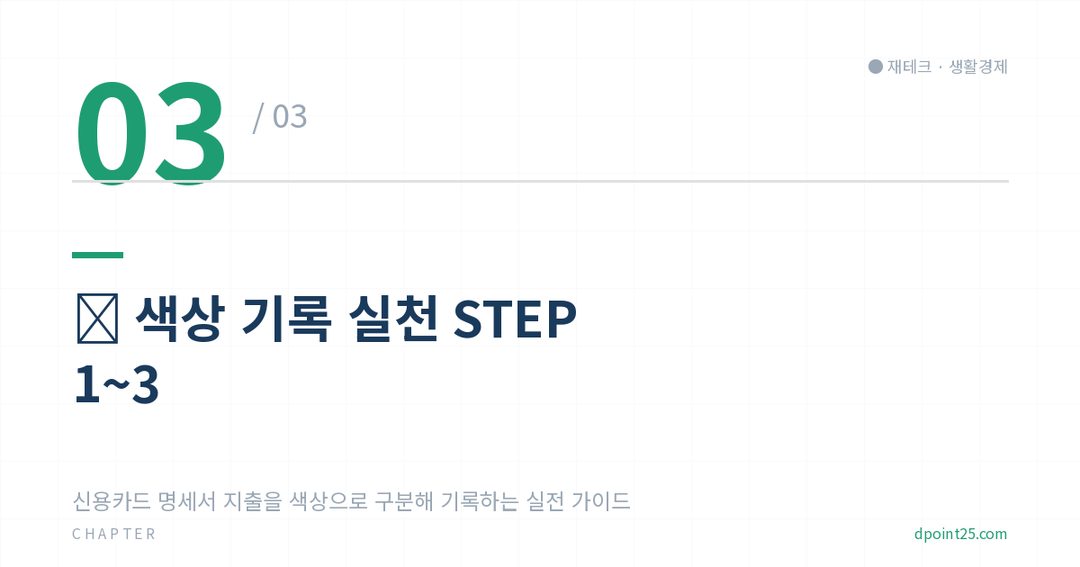 03 / 03
● 재테크 · 생활경제
색상 기록 실천 STEP
1~3
신용카드 명세서 지출을 색상으로 구분해 기록하는 실전 가이드
CHAPTER
dpoint25.com